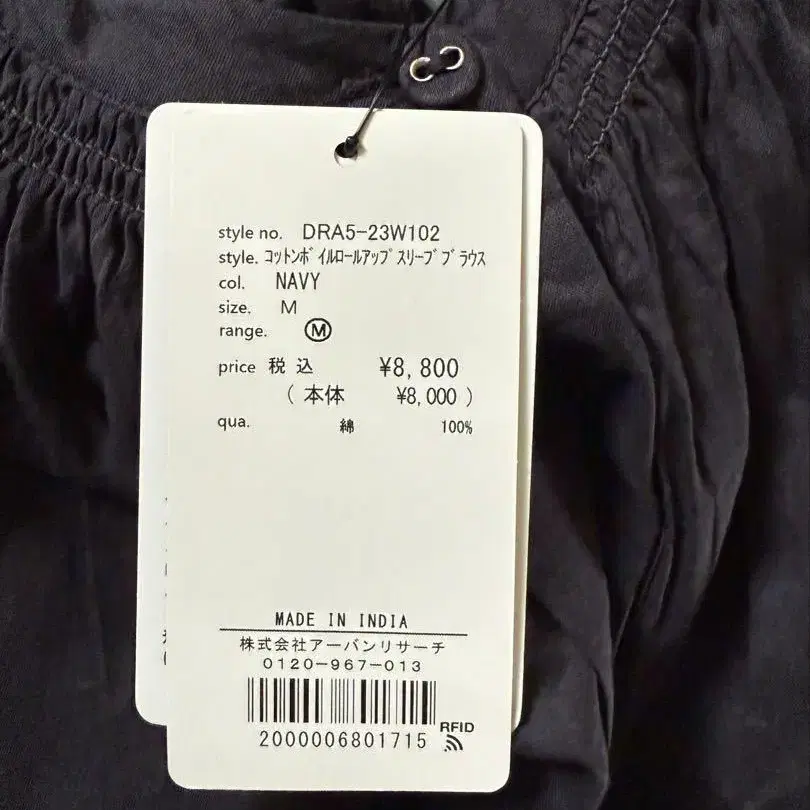 style no. DRA5-23W102
style. ｺｯﾄﾝﾎﾞｲﾙﾛｰﾙｱｯﾌﾟｽﾘｰﾌﾞﾌﾞﾗｳｽ
col. NAVY
size. M
range. Ⓜ
price 税込 ¥8,800
( 本体 ¥8,000 )
qua. 綿 100%
MADE IN INDIA
株式会社アーバンリサーチ
0120-967-013
RFID
2000006801715